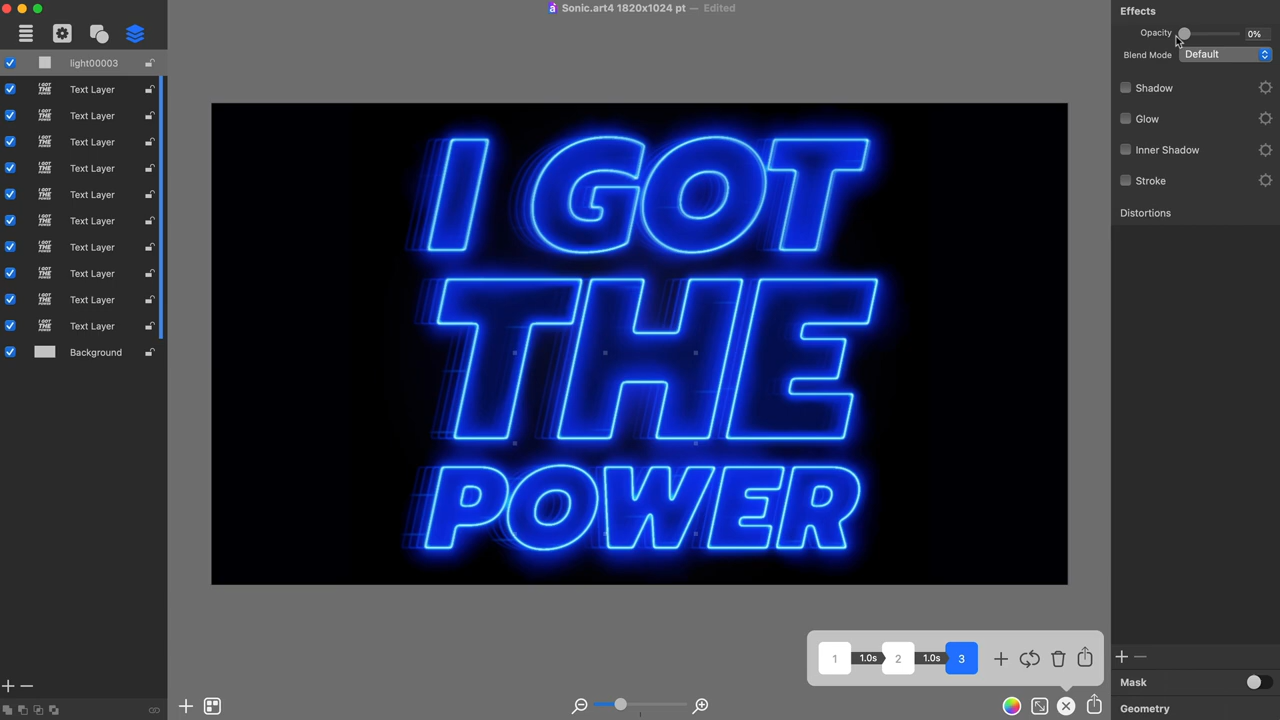 Sonic.art4 1820x1024 pt — Edited
light00003
Text Layer
Text Layer
Text Layer
Text Layer
Text Layer
Text Layer
Text Layer
Text Layer
Text Layer
Text Layer
Background
I GOT
THE
POWER
1 1.0s 2 1.0s 3
Effects
Opacity 0%
Blend Mode Default
Shadow
Glow
Inner Shadow
Stroke
Distortions
Mask
Geometry